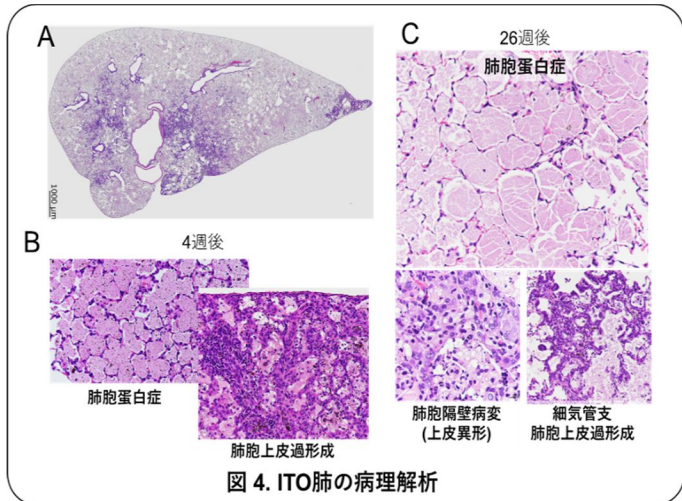 A
1000 μm
B
4週後
肺胞蛋白症
肺胞上皮過形成
C
26週後
肺胞蛋白症
肺胞隔壁病変
(上皮異形)
細気管支
肺胞上皮過形成
図 4. ITO肺の病理解析